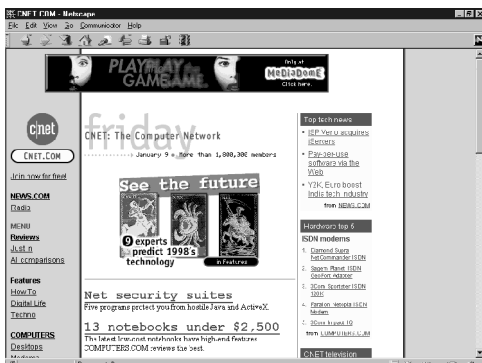 CNET.COM - Netscape
File Edit View Go Communicator Help
PLAY PLAY THE
GAME GAME.
Only at
MeDiaDomE
Click here.
c|net
CNET.COM
Join now for free!
NEWS.COM
Radio
MENU
Reviews
Just In
All comparisons
Features
How To
Digital Life
Techno
COMPUTERS
Desktops
friday
CNET: The Computer Network
January 9 • More than 1,800,000 members
See the future
9 experts
predict 1998's
technology
in Features
Net security suites
Five programs protect you from hostile Java and ActiveX.
13 notebooks under $2,500
The latest low-cost notebooks have high-end features.
COMPUTERS.COM reviews the best.
Top tech news
• ISP Verio acquires
iServers
• Pay-per-use
software via the
Web
• Y2K, Euro boost
India tech industry
from NEWS.COM
Hardware top 5
ISDN modems
1. Diamond Supra
NetCommander ISDN
2. Sagem Planet ISDN
GeoPort Adapter
3. 3Com Sportster ISDN
128K
4.
Modem
5. 3Com Impact IQ
from COMPUTERS.COM
CNET television